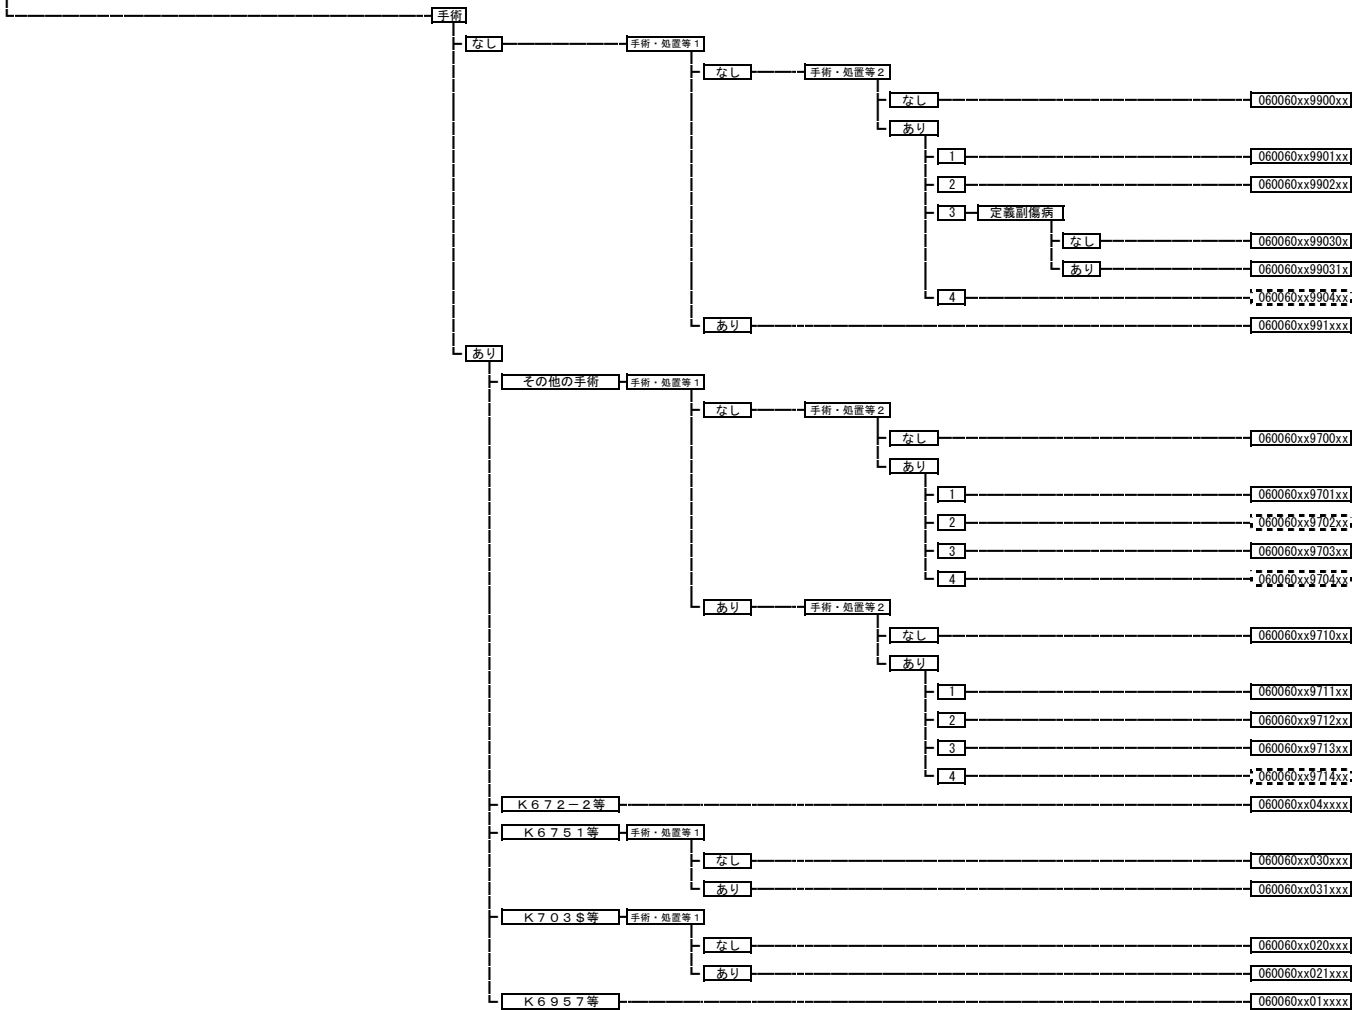 手術
なし 手術・処置等1
なし 手術・処置等2
なし 060060xx9900xx
あり
1 060060xx9901xx
2 060060xx9902xx
3 定義副傷病
なし 060060xx99030x
あり 060060xx99031x
4 060060xx9904xx
あり 060060xx991xxx
あり
その他の手術 手術・処置等1
なし 手術・処置等2
なし 060060xx9700xx
あり
1 060060xx9701xx
2 060060xx9702xx
3 060060xx9703xx
4 060060xx9704xx
あり 手術・処置等2
なし 060060xx9710xx
あり
1 060060xx9711xx
2 060060xx9712xx
3 060060xx9713xx
4 060060xx9714xx
K672-2等 060060xx04xxxx
K6751等 手術・処置等1
なし 060060xx030xxx
あり 060060xx031xxx
K703$等 手術・処置等1
なし 060060xx020xxx
あり 060060xx021xxx
K6957等 060060xx01xxxx